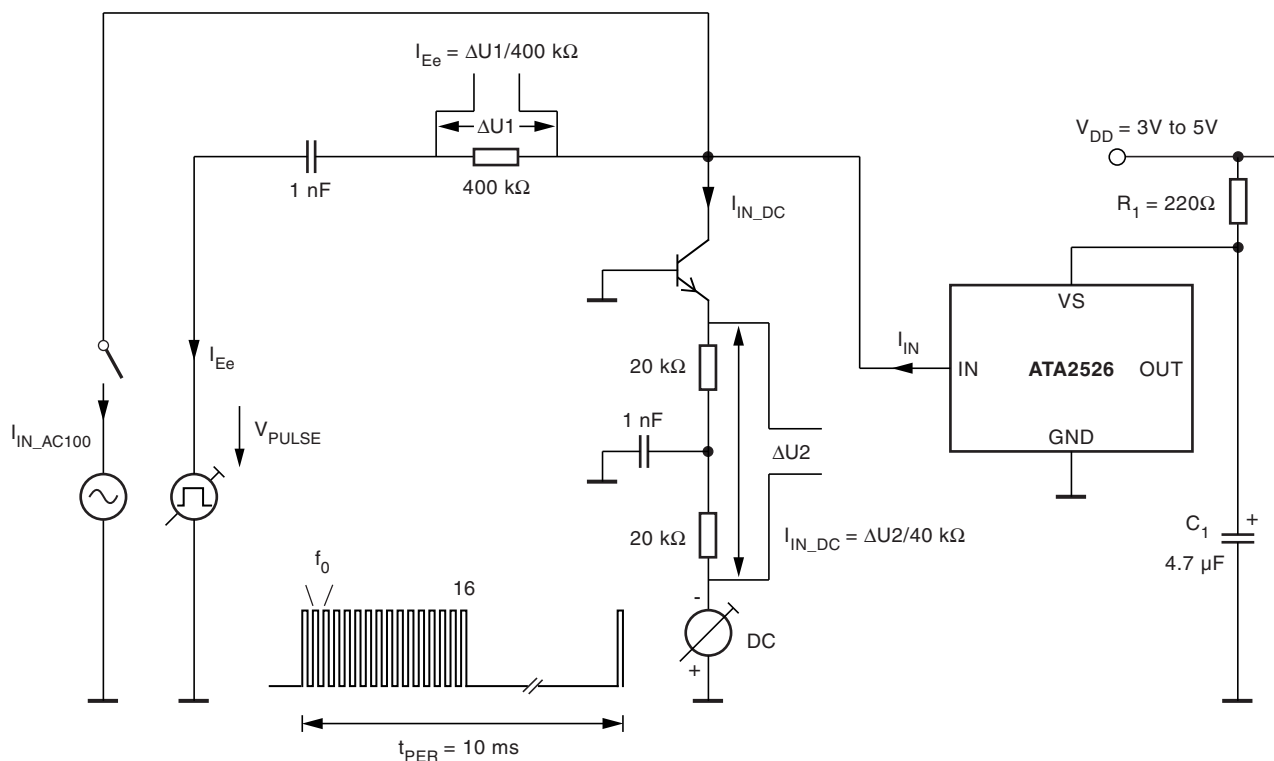 I_Ee = ΔU1/400 kΩ
ΔU1
V_DD = 3V to 5V
1 nF
400 kΩ
I_IN_DC
R_1 = 220Ω
VS
I_Ee
20 kΩ
I_IN
IN
ATA2526
OUT
I_IN_AC100
V_PULSE
1 nF
GND
ΔU2
20 kΩ
I_IN_DC = ΔU2/40 kΩ
C_1
+
4.7 µF
f_0
16
-
DC
+
t_PER = 10 ms